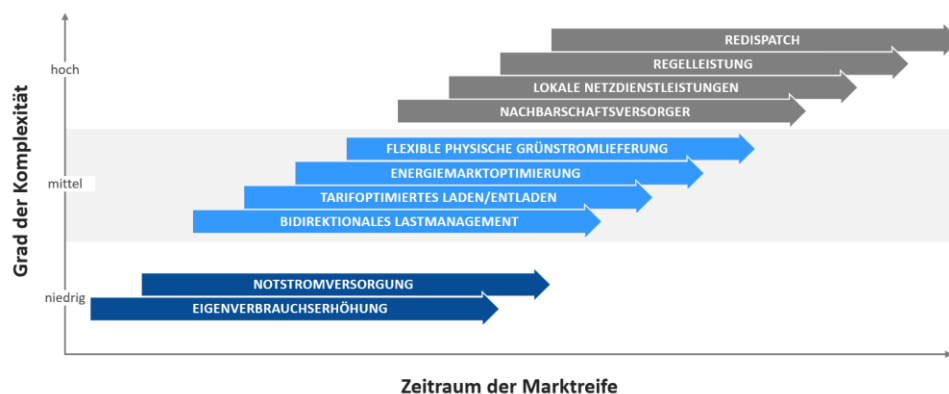 REDISPATCH
hoch
REGELLEISTUNG
LOKALE NETZDIENSTLEISTUNGEN
NACHBARSCHAFTSVERSORGER
Grad der Komplexität
FLEXIBLE PHYSISCHE GRÜNSTROMLIEFERUNG
ENERGIEMARKTOPTIMIERUNG
mittel
TARIFOPTIMIERTES LADEN/ENTLADEN
BIDIREKTIONALES LASTMANAGEMENT
NOTSTROMVERSORGUNG
niedrig
EIGENVERBRAUCHSERHÖHUNG
Zeitraum der Marktreife